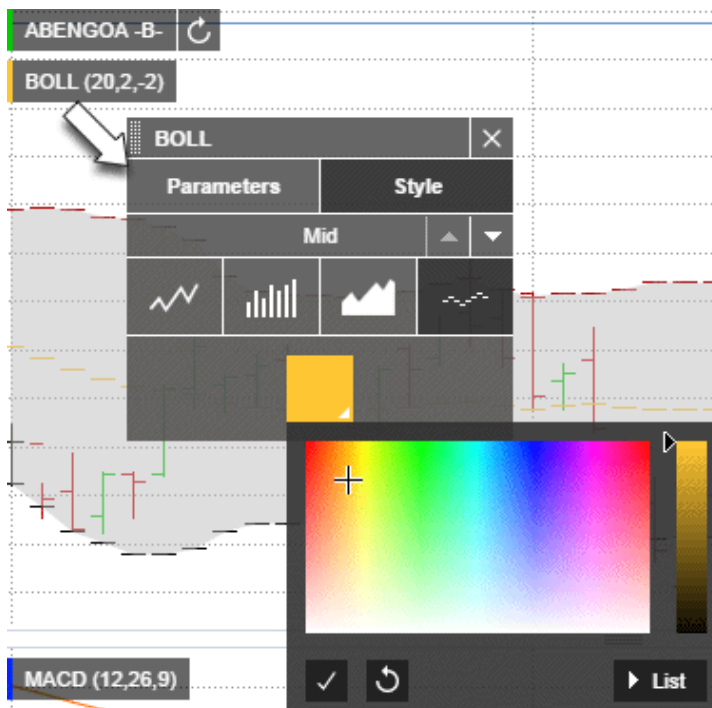 ABENGOA -B-
BOLL (20,2,-2)
BOLL
Parameters
Style
Mid
List
MACD (12,26,9)